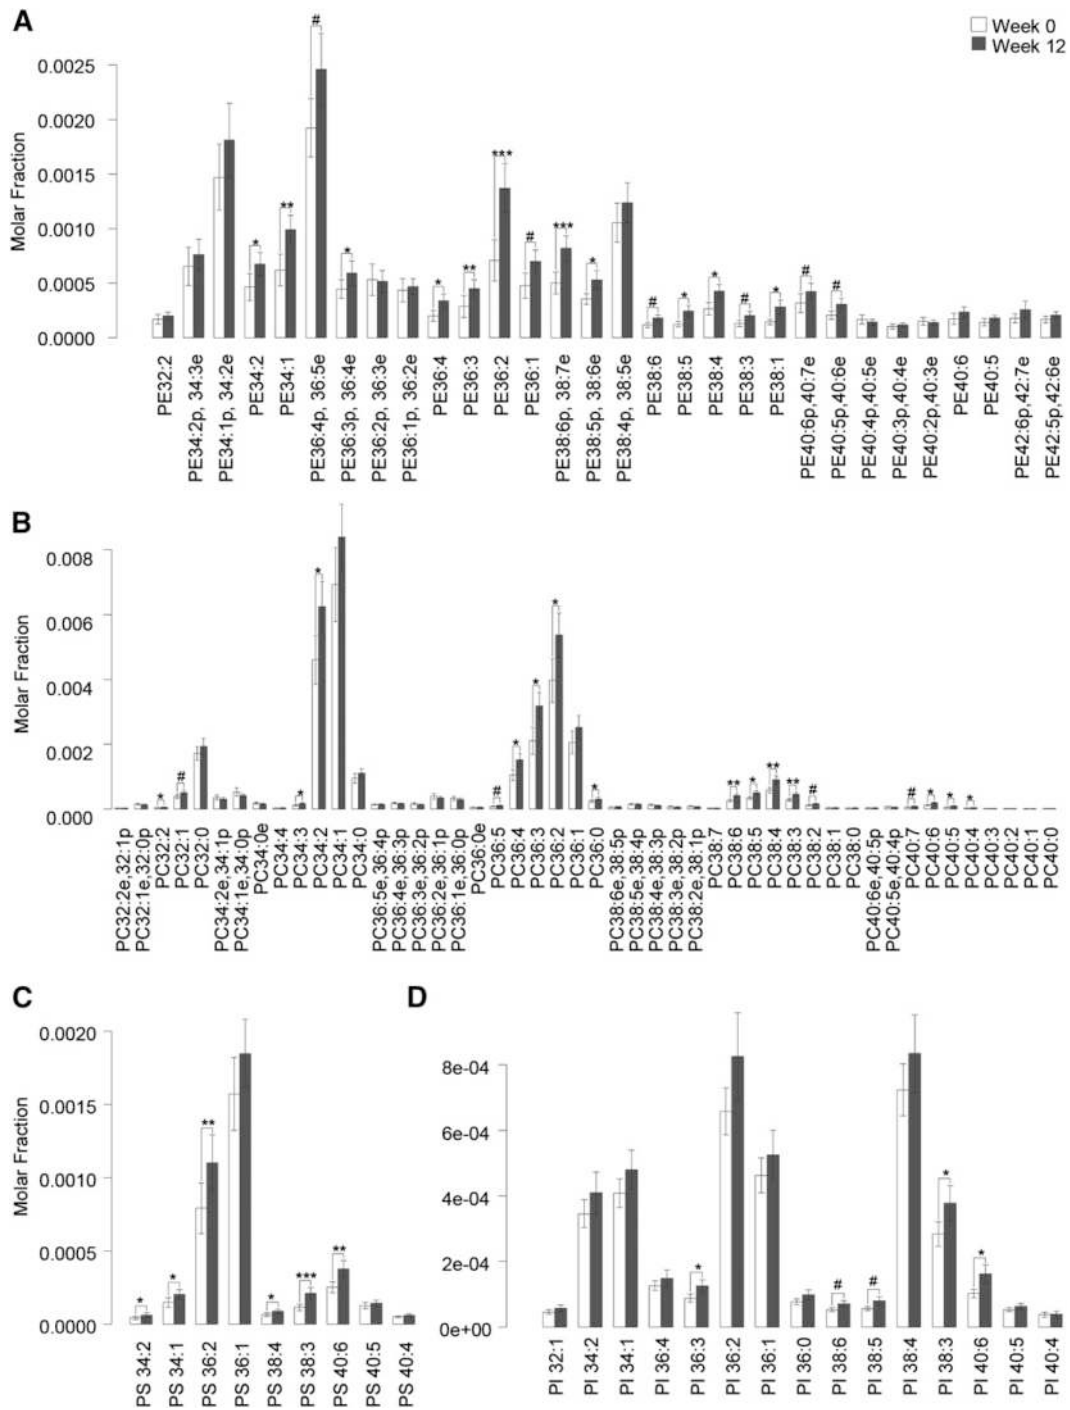 A
Week 0
Week 12
Molar Fraction
0.0025
0.0020
0.0015
0.0010
0.0005
0.0000
#
*
**
*
*
**
***
#
***
*
#
*
*
#
*
#
#
PE32:2
PE34:2p, 34:3e
PE34:1p, 34:2e
PE34:2
PE34:1
PE36:4p, 36:5e
PE36:3p, 36:4e
PE36:2p, 36:3e
PE36:1p, 36:2e
PE36:4
PE36:3
PE36:2
PE36:1
PE38:6p, 38:7e
PE38:5p, 38:6e
PE38:4p, 38:5e
PE38:6
PE38:5
PE38:4
PE38:3
PE38:1
PE40:6p,40:7e
PE40:5p,40:6e
PE40:4p,40:5e
PE40:3p,40:4e
PE40:2p,40:3e
PE40:6
PE40:5
PE42:6p,42:7e
PE42:5p,42:6e
B
Molar Fraction
0.008
0.006
0.004
0.002
0.000
*
#
*
*
#
*
*
*
*
**
*
**
**
#
#
*
*
*
PC32:2e,32:1p
PC32:1e,32:0p
PC32:2
PC32:1
PC32:0
PC34:2e,34:1p
PC34:1e,34:0p
PC34:0e
PC34:4
PC34:3
PC34:2
PC34:1
PC34:0
PC36:5e,36:4p
PC36:4e,36:3p
PC36:3e,36:2p
PC36:2e,36:1p
PC36:1e,36:0p
PC36:0e
PC36:5
PC36:4
PC36:3
PC36:2
PC36:1
PC36:0
PC38:6e,38:5p
PC38:5e,38:4p
PC38:4e,38:3p
PC38:3e,38:2p
PC38:2e,38:1p
PC38:7
PC38:6
PC38:5
PC38:4
PC38:3
PC38:2
PC38:1
PC38:0
PC40:6e,40:5p
PC40:5e,40:4p
PC40:7
PC40:6
PC40:5
PC40:4
PC40:3
PC40:2
PC40:1
PC40:0
C
Molar Fraction
0.0020
0.0015
0.0010
0.0005
0.0000
*
*
**
*
***
**
PS 34:2
PS 34:1
PS 36:2
PS 36:1
PS 38:4
PS 38:3
PS 40:6
PS 40:5
PS 40:4
D
8e-04
6e-04
4e-04
2e-04
0e+00
*
#
#
*
*
PI 32:1
PI 34:2
PI 34:1
PI 36:4
PI 36:3
PI 36:2
PI 36:1
PI 36:0
PI 38:6
PI 38:5
PI 38:4
PI 38:3
PI 40:6
PI 40:5
PI 40:4